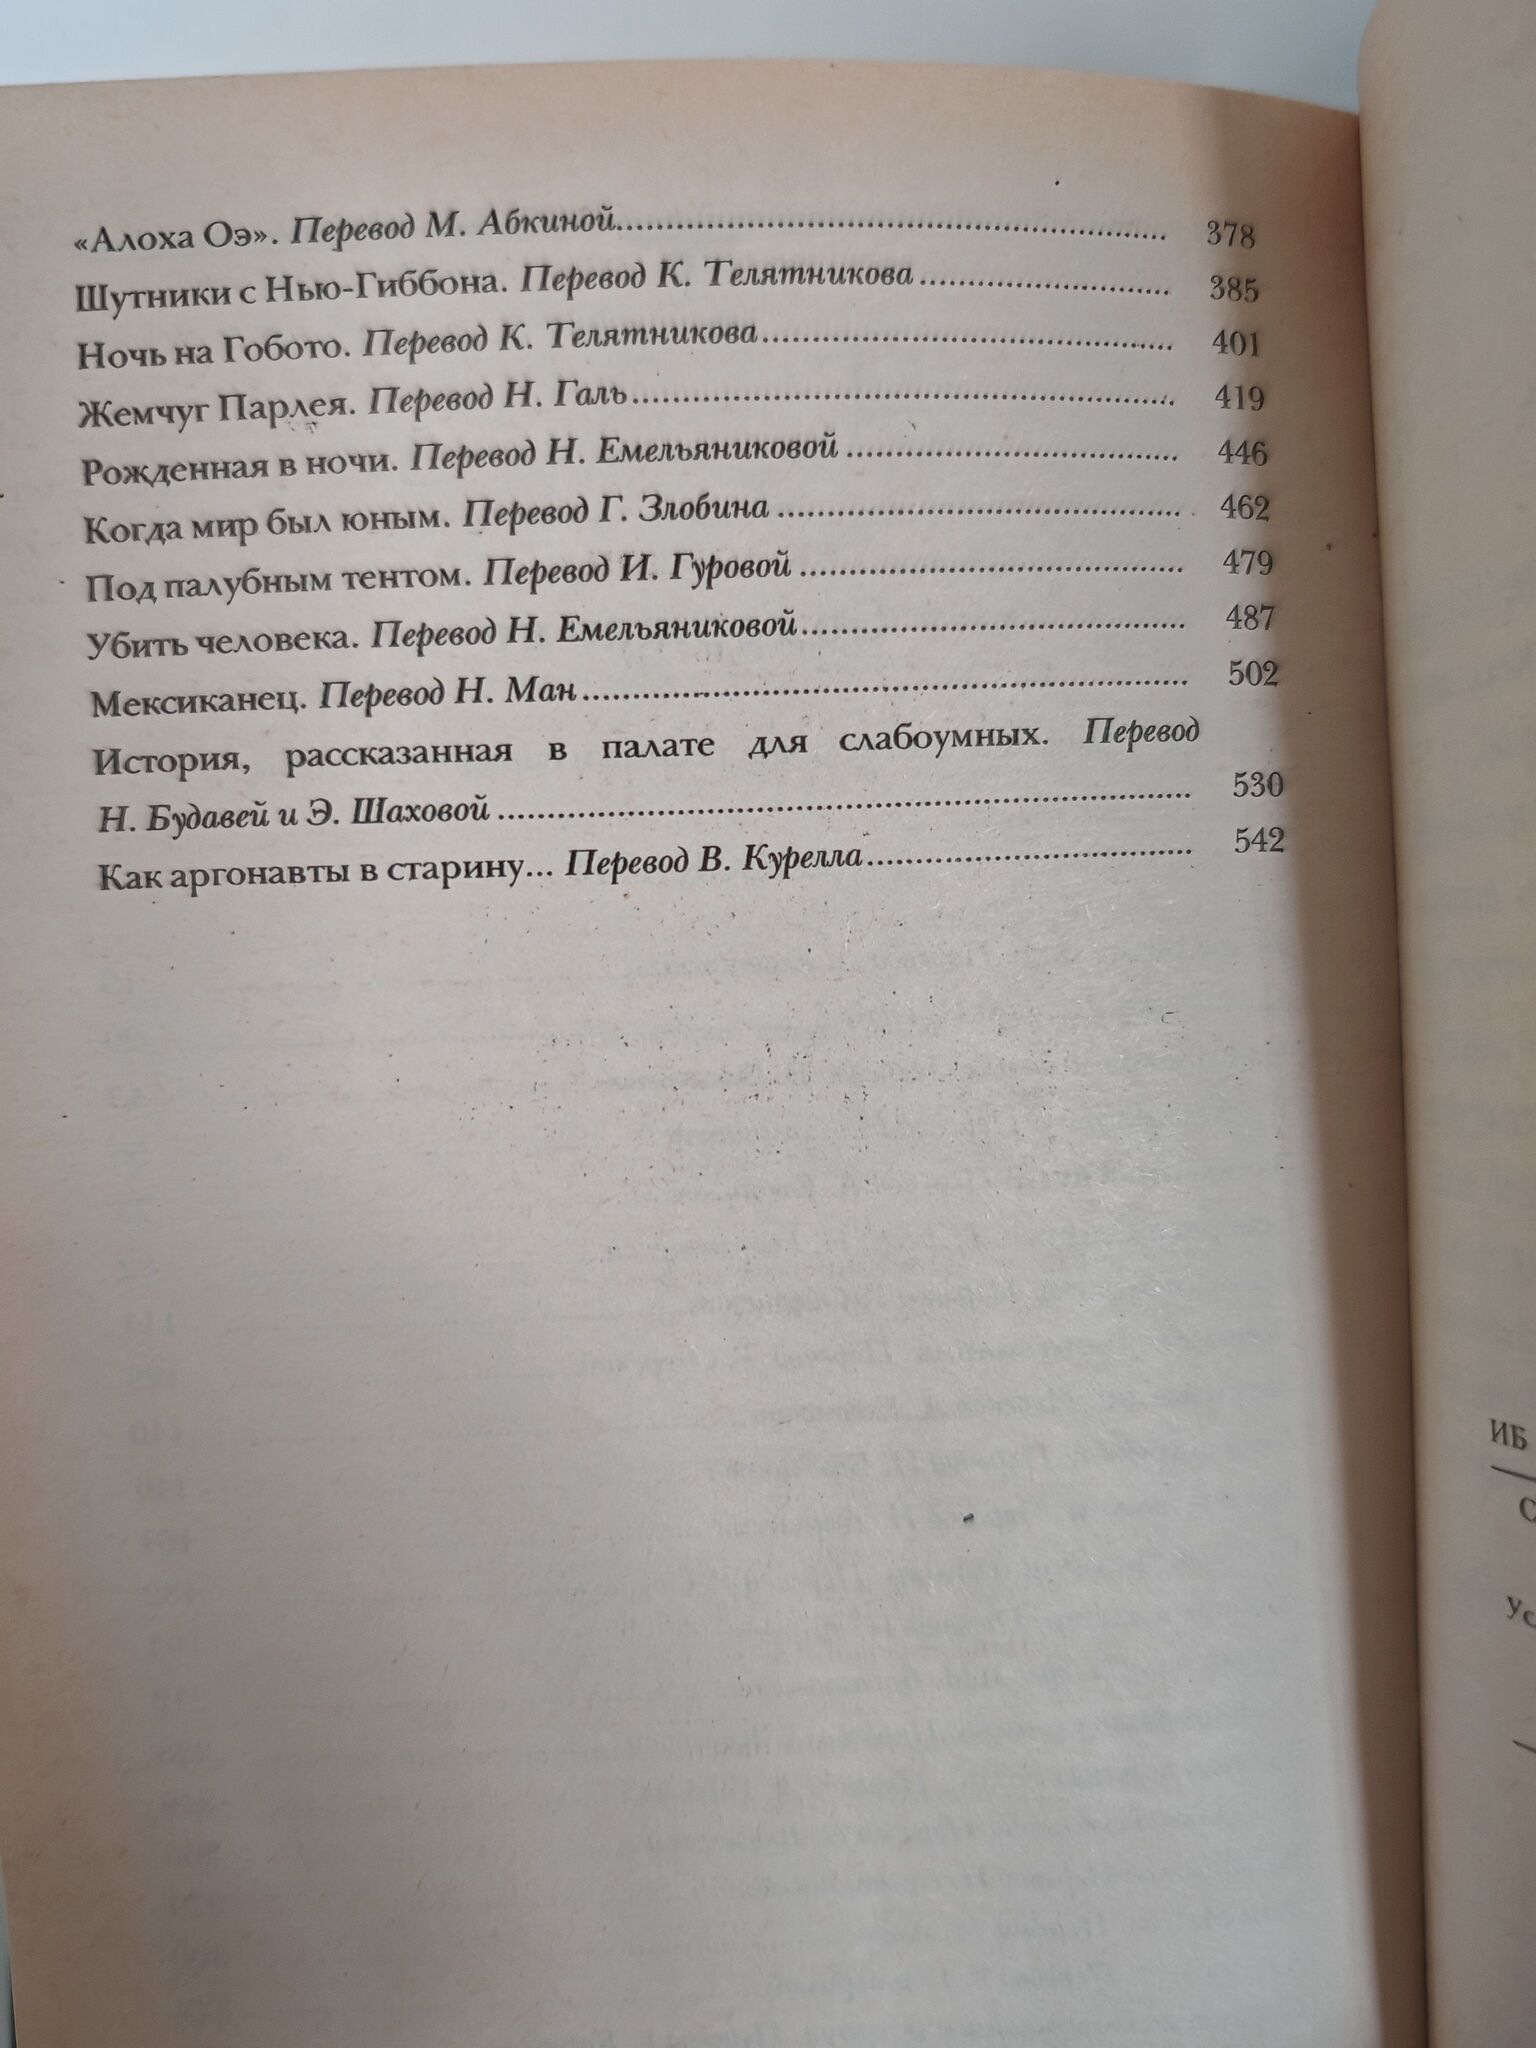 «Алоха Оэ». Перевод М. Абкиной........ 378
Шутники с Нью-Гиббона. Перевод К. Телятникова........ 385
Ночь на Гобото. Перевод К. Телятникова........ 401
Жемчуг Парлея. Перевод Н. Галь........ 419
Рожденная в ночи. Перевод Н. Емельяниковой........ 446
Когда мир был юным. Перевод Г. Злобина........ 462
Под палубным тентом. Перевод И. Гуровой........ 479
Убить человека. Перевод Н. Емельяниковой........ 487
Мексиканец. Перевод Н. Ман........ 502
История, рассказанная в палате для слабоумных. Перевод
Н. Будавей и Э. Шаховой........ 530
Как аргонавты в старину... Перевод В. Курелла........ 542
ИБ